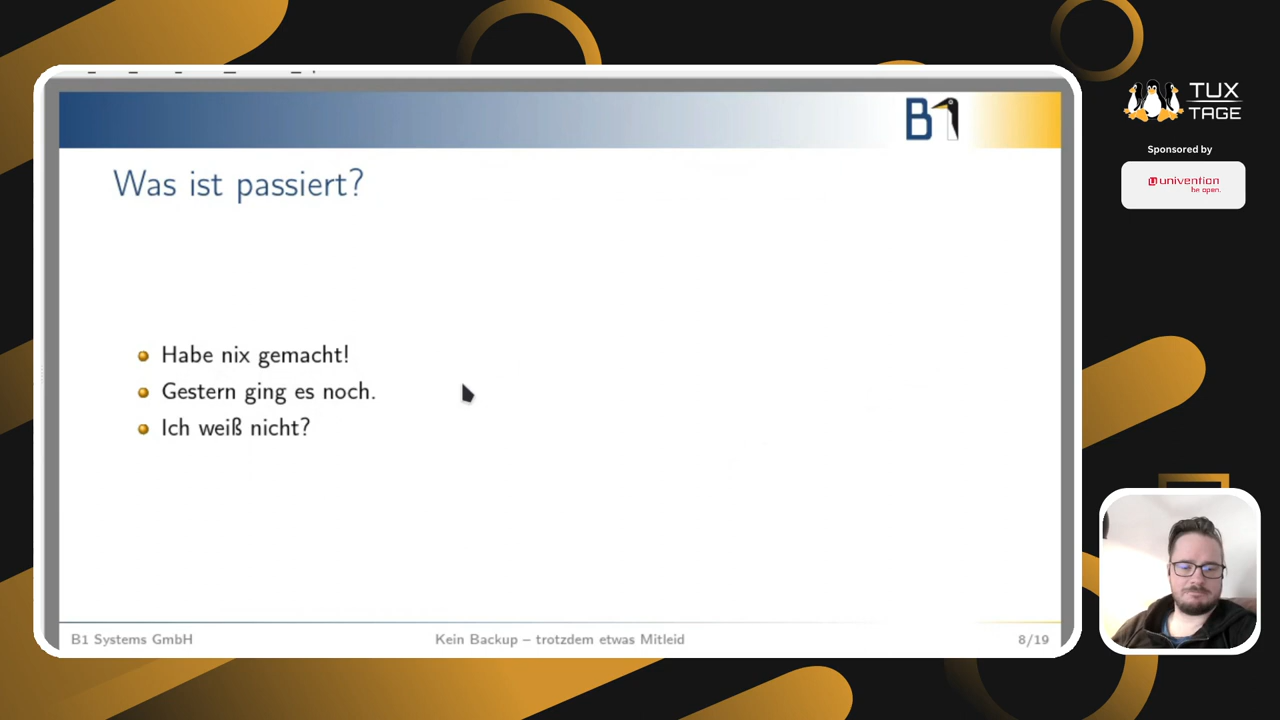 B1
TUX
TAGE
Sponsored by
univention
be open.
Was ist passiert?
Habe nix gemacht!
Gestern ging es noch.
Ich weiß nicht?
B1 Systems GmbH
Kein Backup – trotzdem etwas Mitleid
8/19